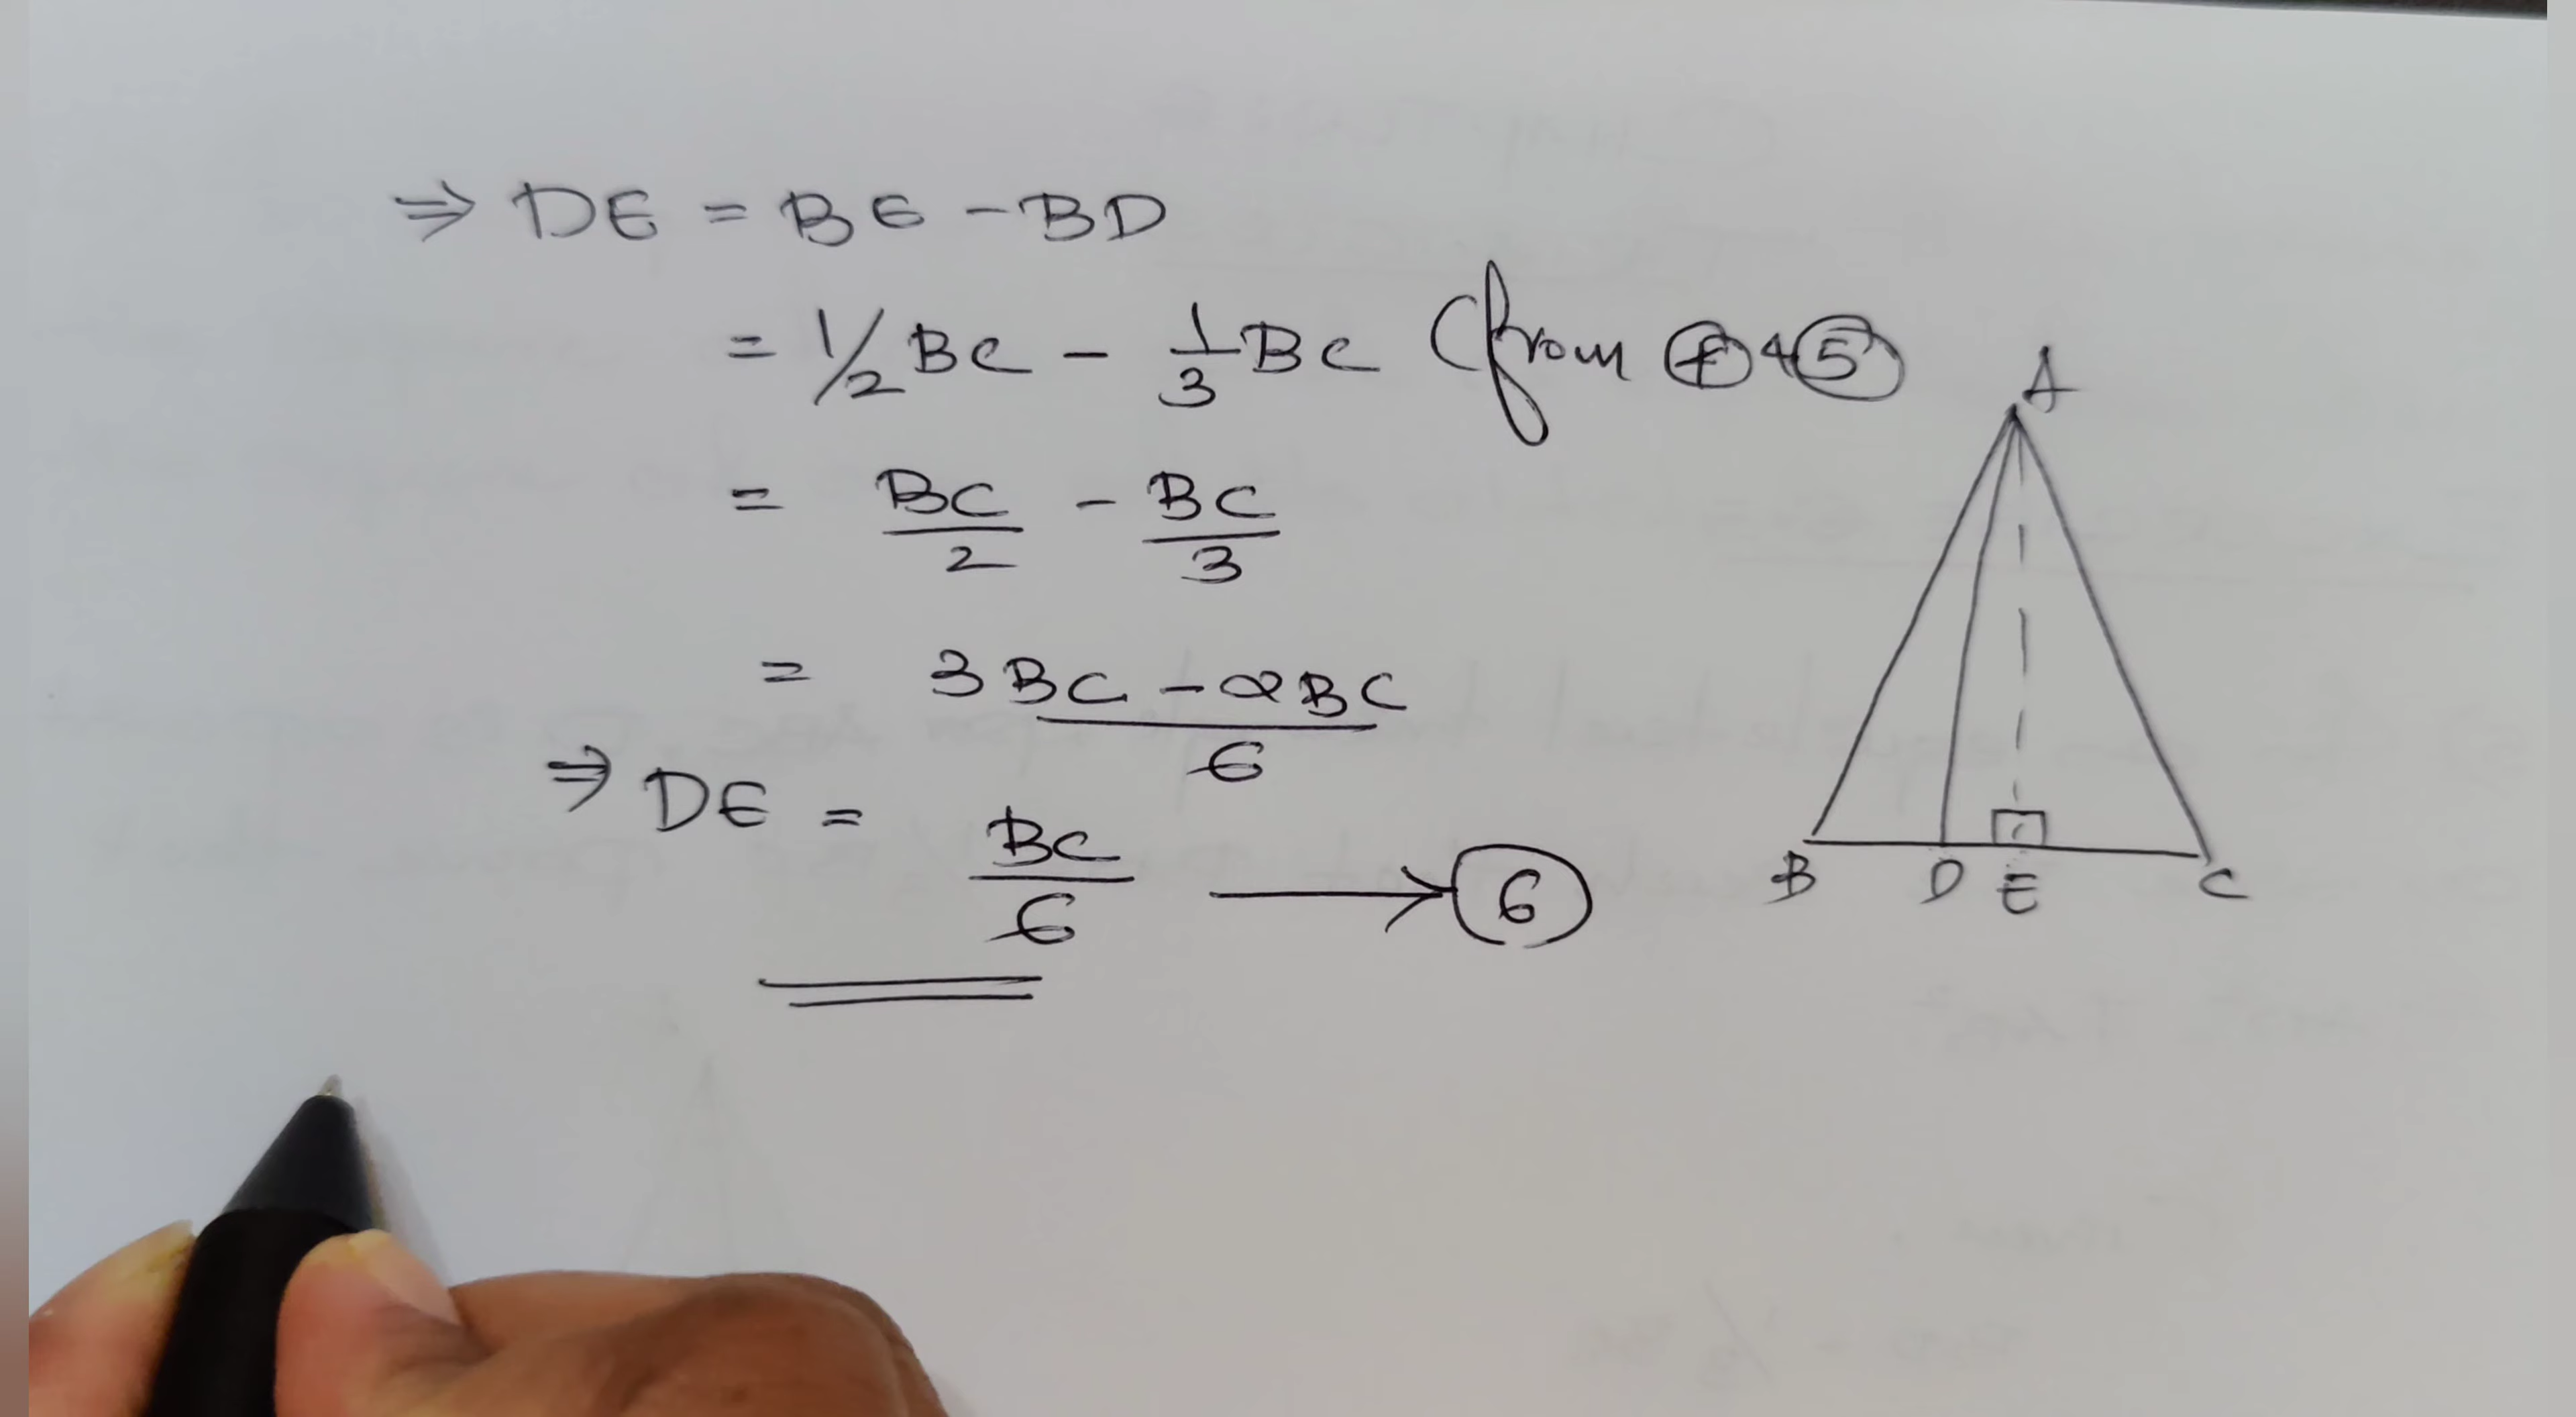 ⇒ DE = BE - BD
= 1/2 BC - 1/3 BC (from ④ & ⑤
= BC/2 - BC/3
= 3BC - 2BC/6
⇒ DE = BC/6 → ⑥
A
B D E C